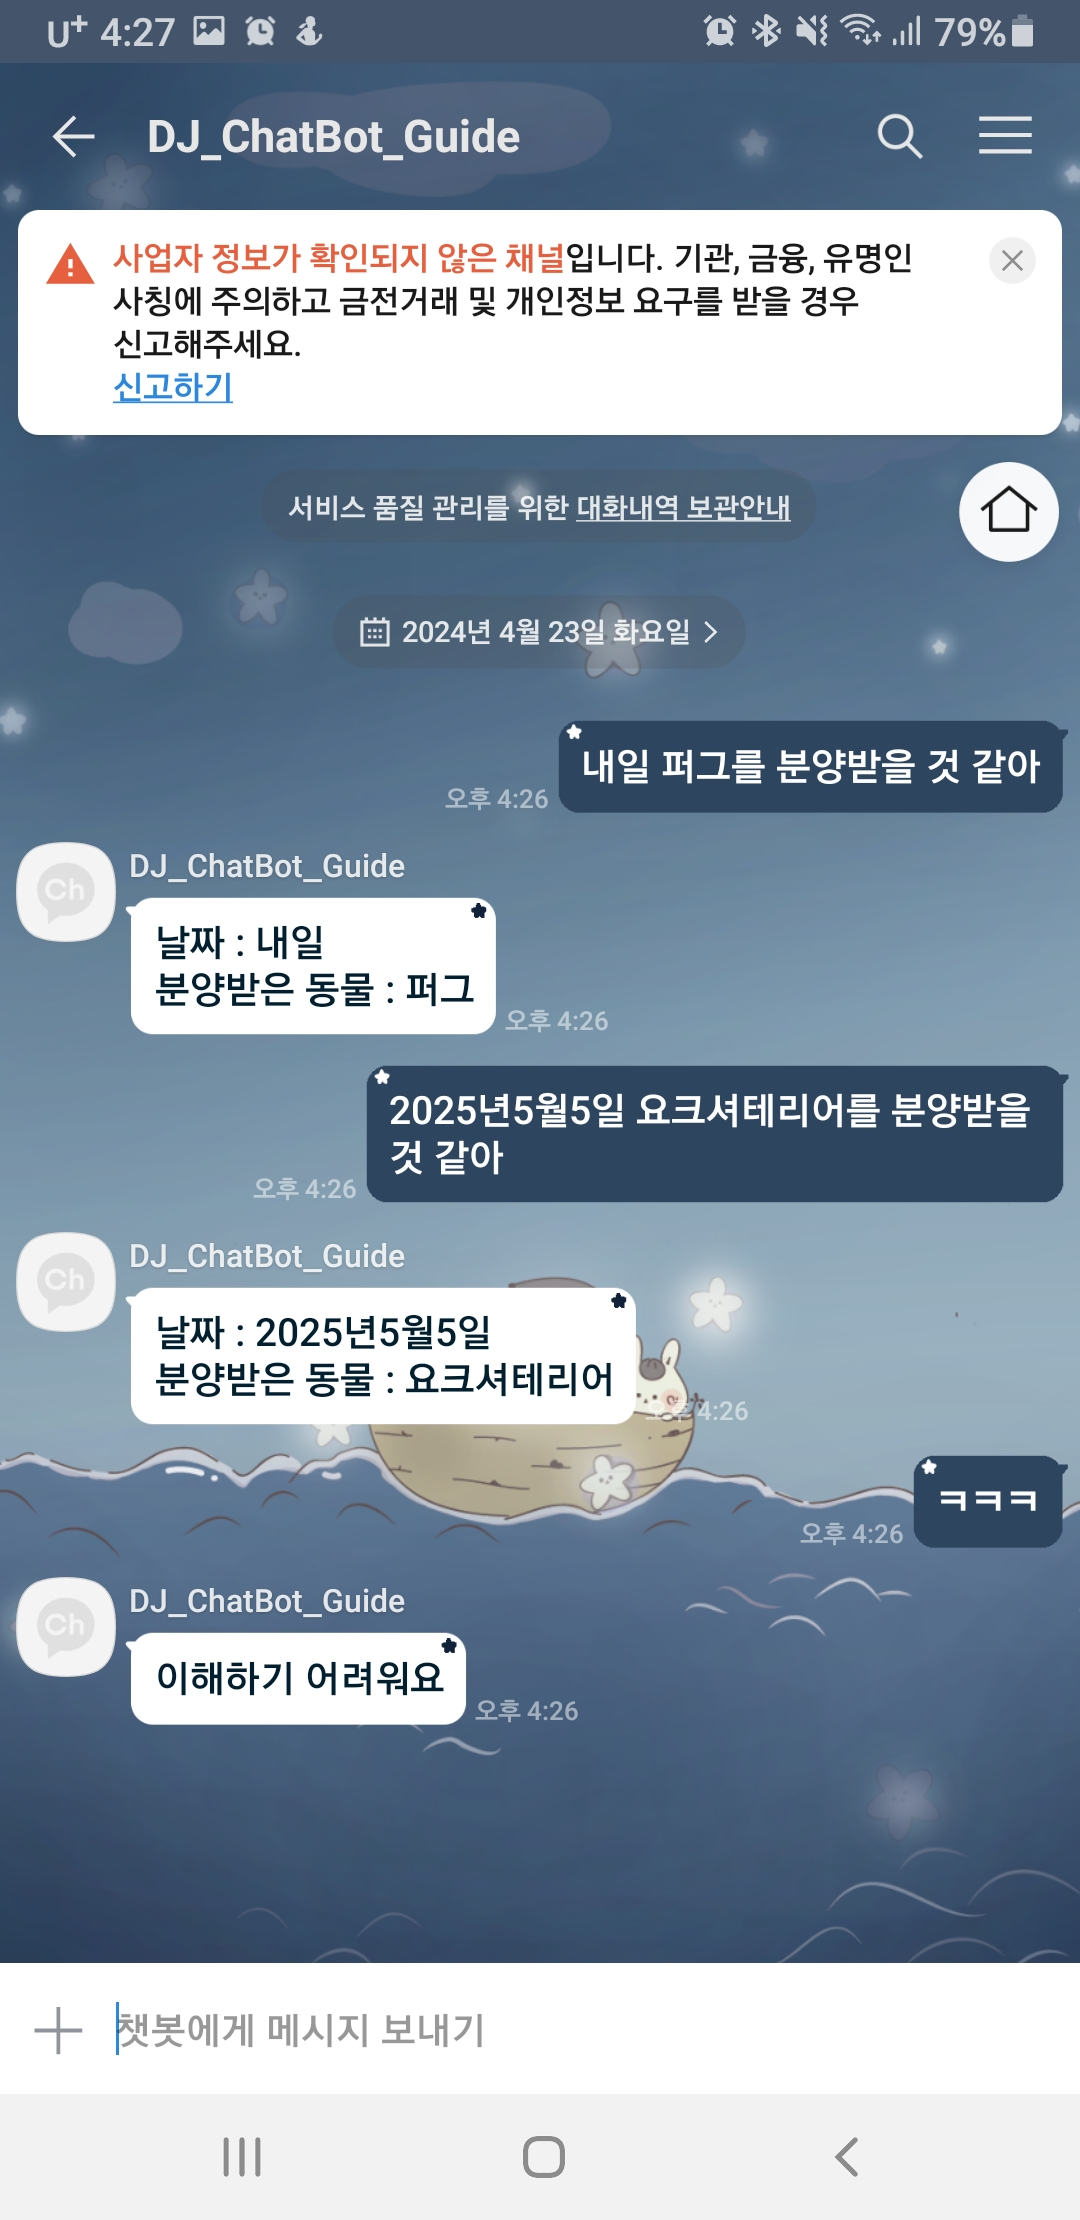 U+ 4:27 79%
DJ_ChatBot_Guide
사업자 정보가 확인되지 않은 채널입니다. 기관, 금융, 유명인
사칭에 주의하고 금전거래 및 개인정보 요구를 받을 경우
신고해주세요.
신고하기
서비스 품질 관리를 위한 대화내역 보관안내
2024년 4월 23일 화요일
내일 퍼그를 분양받을 것 같아
오후 4:26
Ch
DJ_ChatBot_Guide
날짜 : 내일
분양받은 동물 : 퍼그
오후 4:26
2025년5월5일 요크셔테리어를 분양받을
것 같아
오후 4:26
Ch
DJ_ChatBot_Guide
날짜 : 2025년5월5일
분양받은 동물 : 요크셔테리어
오후 4:26
ㅋㅋㅋ
오후 4:26
Ch
DJ_ChatBot_Guide
이해하기 어려워요
오후 4:26
챗봇에게 메시지 보내기